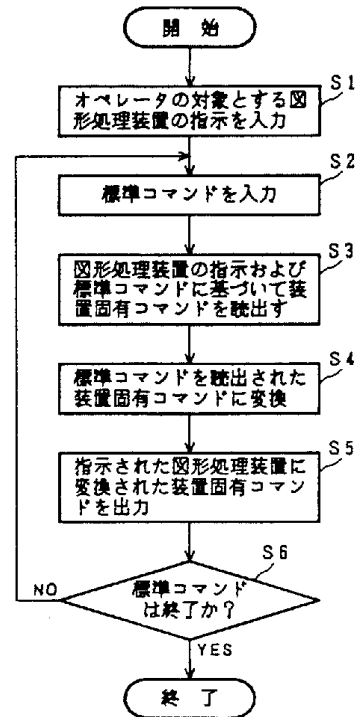 開 始
S1
オペレータの対象とする図
形処理装置の指示を入力
S2
標準コマンドを入力
S3
図形処理装置の指示および
標準コマンドに基づいて装
置固有コマンドを読出す
S4
標準コマンドを読出された
装置固有コマンドに変換
S5
指示された図形処理装置に
変換された装置固有コマン
ドを出力
S6
標準コマンド
は終了か?
NO
YES
終 了